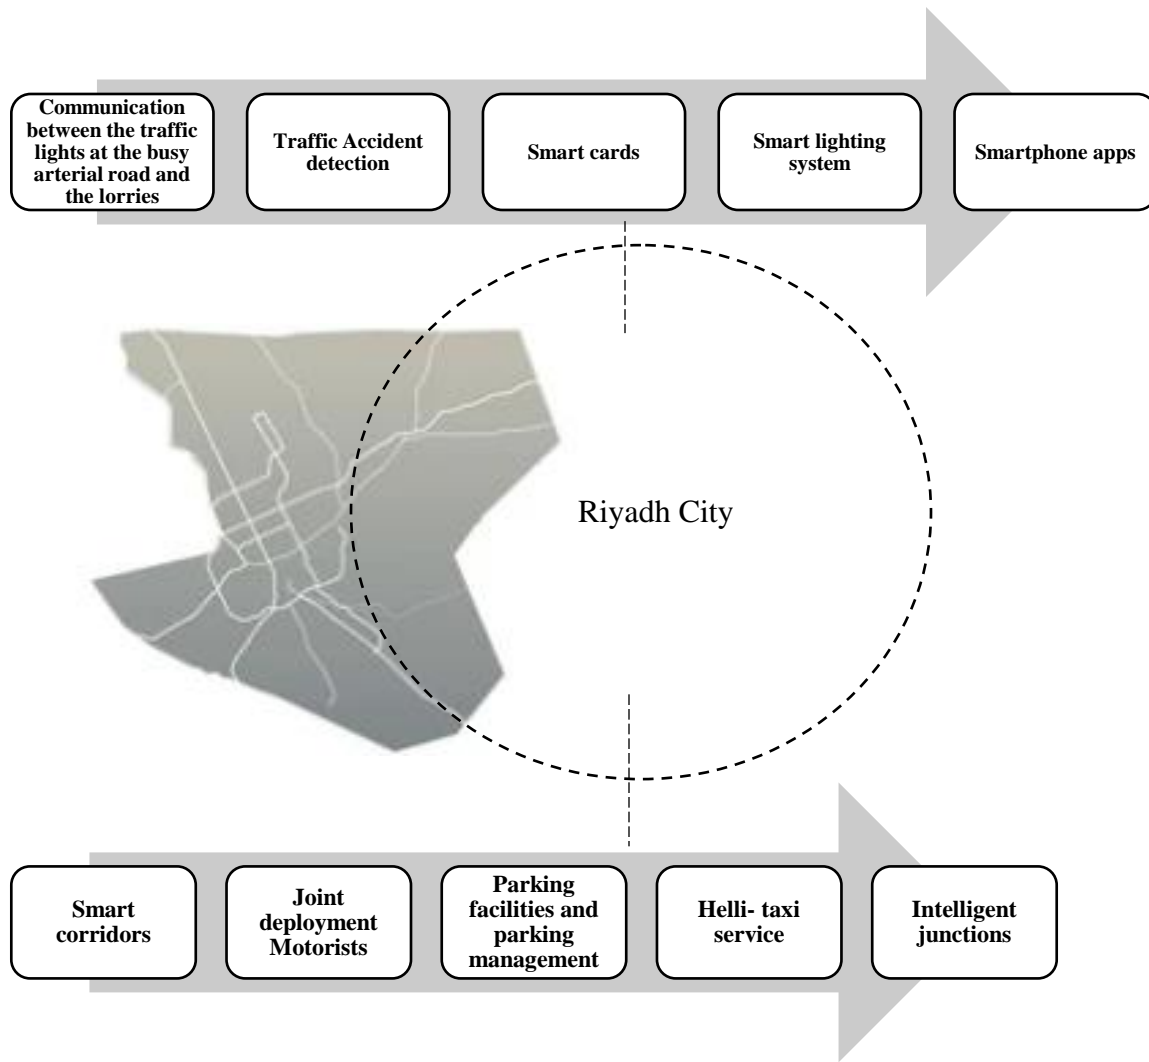 Communication
between the traffic
lights at the busy
arterial road and
the lorries
Traffic Accident
detection
Smart cards
Smart lighting
system
Smartphone apps
Riyadh City
Smart
corridors
Joint
deployment
Motorists
Parking
facilities and
parking
management
Helli- taxi
service
Intelligent
junctions